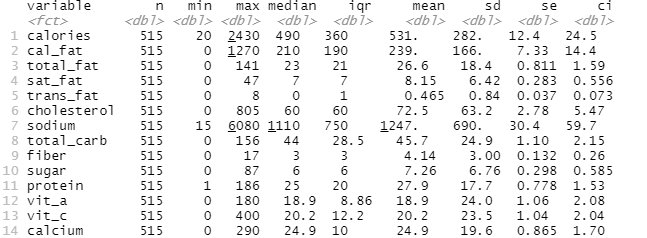 variable n min max median iqr mean sd se ci
<fct> <dbl> <dbl> <dbl> <dbl> <dbl> <dbl> <dbl> <dbl> <dbl>
1 calories 515 20 2430 490 360 531. 282. 12.4 24.5
2 cal_fat 515 0 1270 210 190 239. 166. 7.33 14.4
3 total_fat 515 0 141 23 21 26.6 18.4 0.811 1.59
4 sat_fat 515 0 47 7 7 8.15 6.42 0.283 0.556
5 trans_fat 515 0 8 0 1 0.465 0.84 0.037 0.073
6 cholesterol 515 0 805 60 60 72.5 63.2 2.78 5.47
7 sodium 515 15 6080 1110 750 1247. 690. 30.4 59.7
8 total_carb 515 0 156 44 28.5 45.7 24.9 1.10 2.15
9 fiber 515 0 17 3 3 4.14 3.00 0.132 0.26
10 sugar 515 0 87 6 6 7.26 6.76 0.298 0.585
11 protein 515 1 186 25 20 27.9 17.7 0.778 1.53
12 vit_a 515 0 180 18.9 8.86 18.9 24.0 1.06 2.08
13 vit_c 515 0 400 20.2 12.2 20.2 23.5 1.04 2.04
14 calcium 515 0 290 24.9 10 24.9 19.6 0.865 1.70